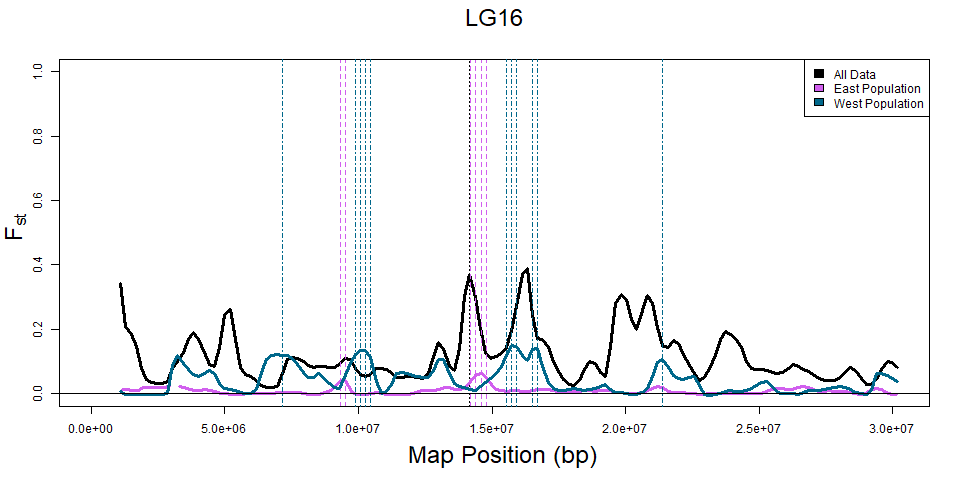 LG16
All Data
East Population
West Population
1.0
0.8
0.6
0.4
0.2
0.0
Fst
0.0e+00 5.0e+06 1.0e+07 1.5e+07 2.0e+07 2.5e+07 3.0e+07
Map Position (bp)